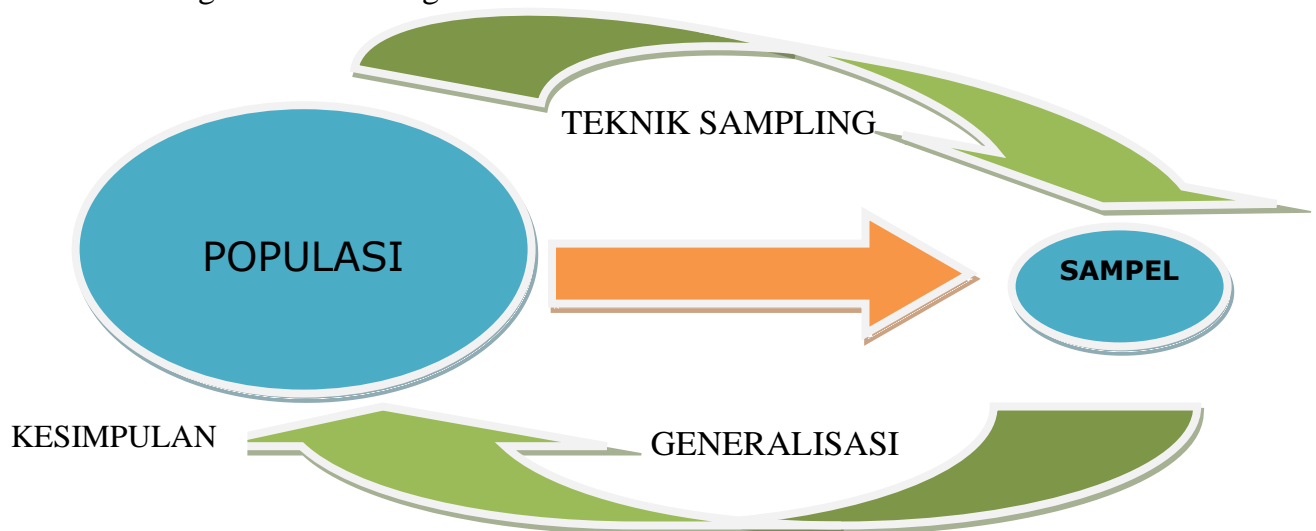 TEKNIK SAMPLING
POPULASI
SAMPEL
KESIMPULAN
GENERALISASI